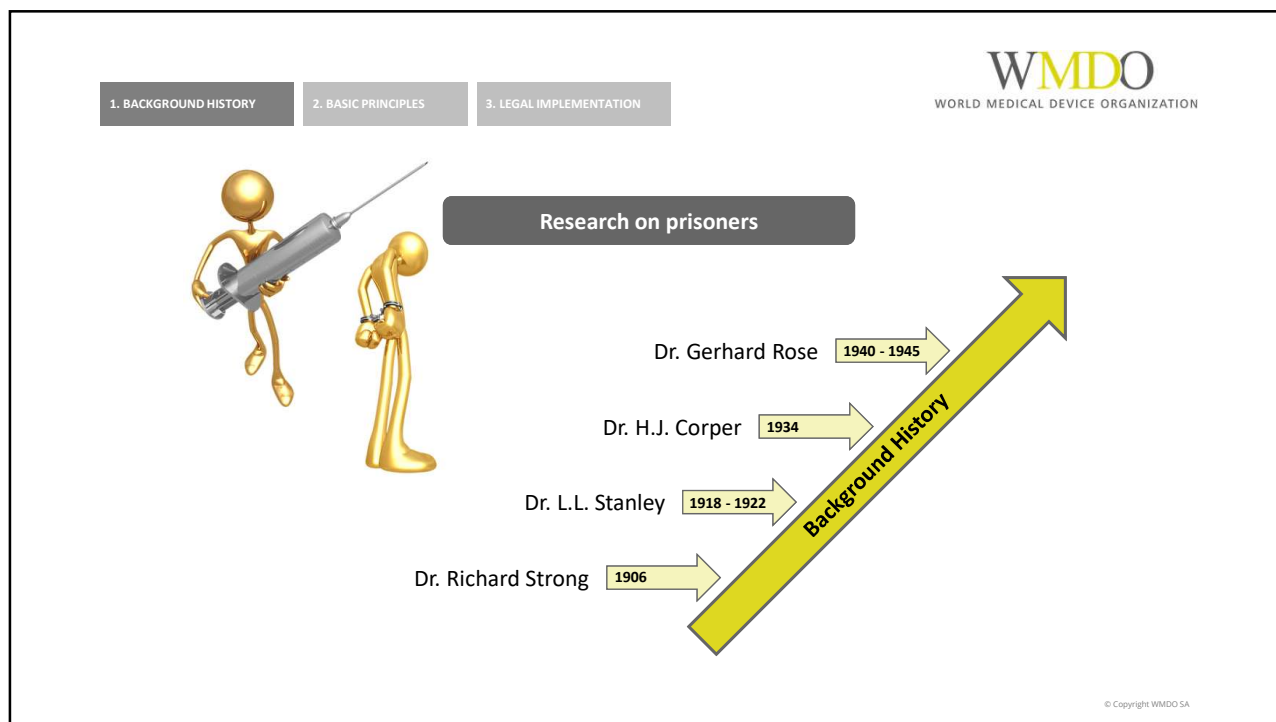 WMDO
WORLD MEDICAL DEVICE ORGANIZATION
1. BACKGROUND HISTORY
2. BASIC PRINCIPLES
3. LEGAL IMPLEMENTATION
Research on prisoners
Dr. Gerhard Rose 1940 - 1945
Dr. H.J. Corper 1934
Dr. L.L. Stanley 1918 - 1922
Dr. Richard Strong 1906
Background History
© Copyright WMDO SA